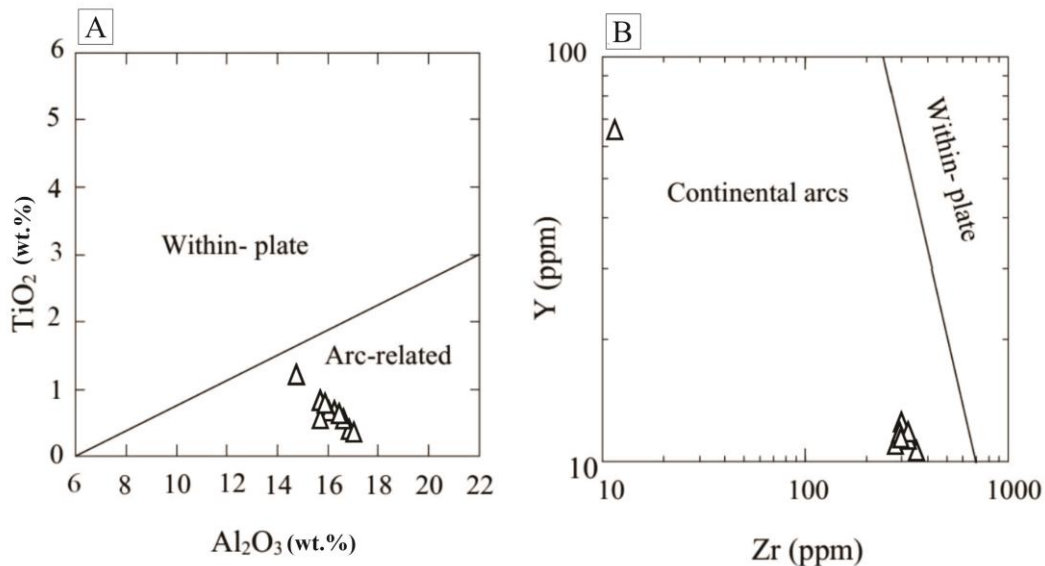 A
6
5
4
3
2
1
0
TiO₂ (wt.%)
Within- plate
Arc-related
6 8 10 12 14 16 18 20 22
Al₂O₃ (wt.%)
B
100
10
Y (ppm)
Continental arcs
Within- plate
10 100 1000
Zr (ppm)